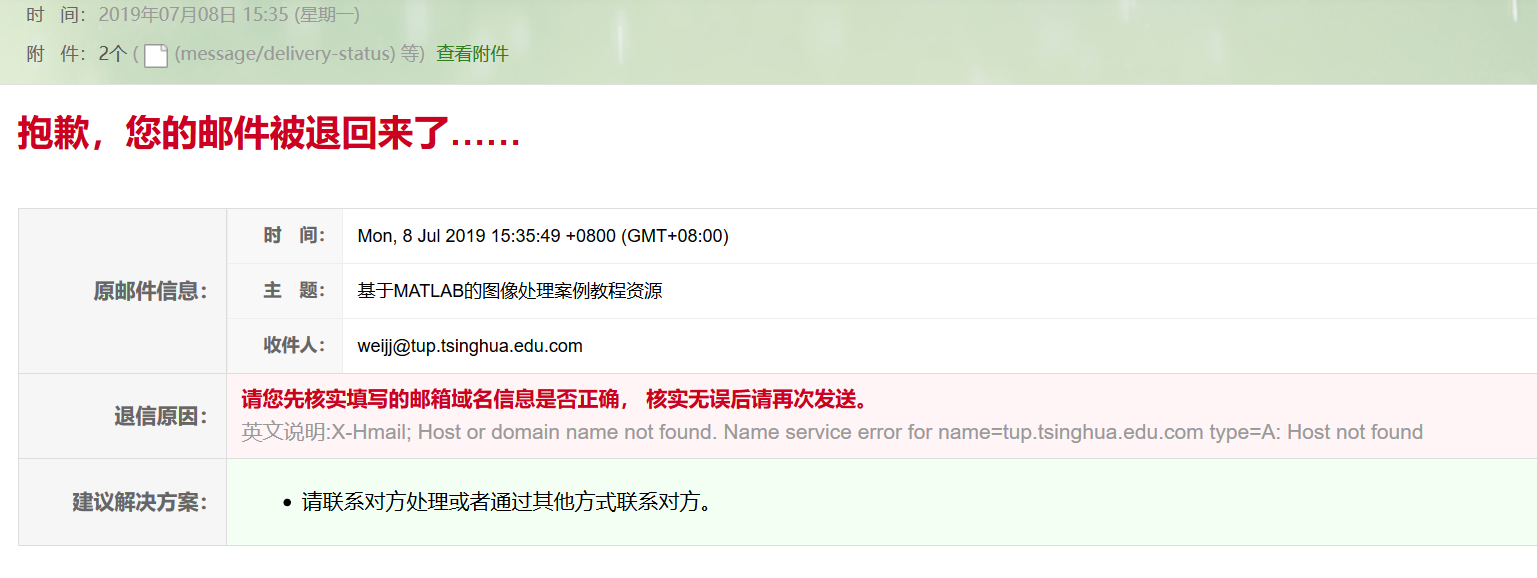 时 间: 2019年07月08日 15:35 (星期一)
附 件: 2个 ( (message/delivery-status) 等) 查看附件
抱歉，您的邮件被退回来了……
原邮件信息:
时 间: Mon, 8 Jul 2019 15:35:49 +0800 (GMT+08:00)
主 题: 基于MATLAB的图像处理案例教程资源
收件人: weijj@tup.tsinghua.edu.com
退信原因:
请您先核实填写的邮箱域名信息是否正确， 核实无误后请再次发送。
英文说明:X-Hmail; Host or domain name not found. Name service error for name=tup.tsinghua.edu.com type=A: Host not found
建议解决方案:
• 请联系对方处理或者通过其他方式联系对方。